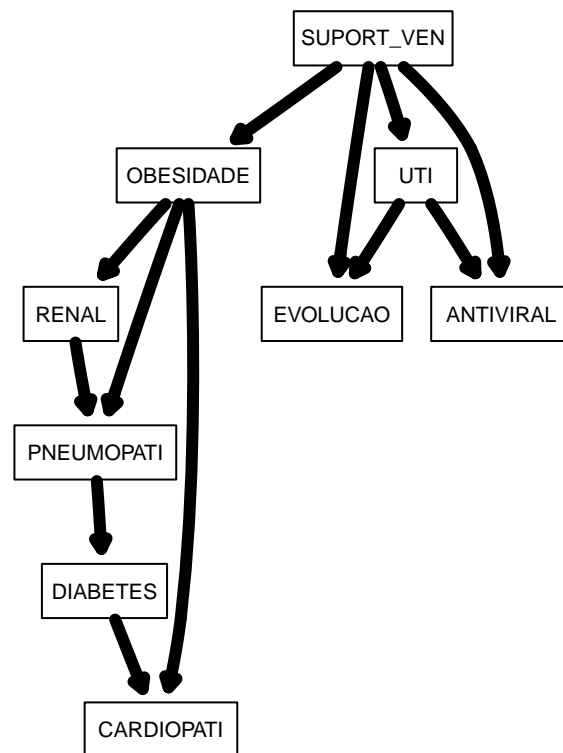 SUPORT_VEN
OBESIDADE
UTI
RENAL
EVOLUCAO
ANTIVIRAL
PNEUMOPATI
DIABETES
CARDIOPATI